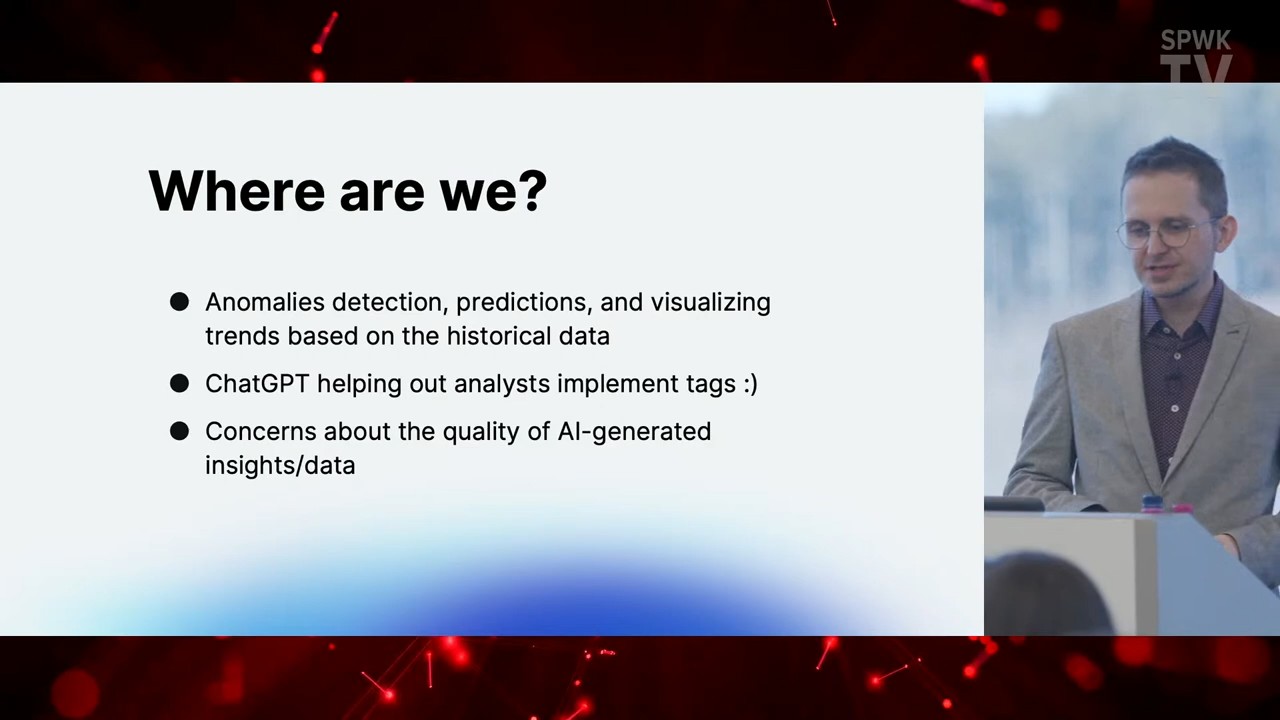 SPWK
TV
Where are we?
● Anomalies detection, predictions, and visualizing
trends based on the historical data
● ChatGPT helping out analysts implement tags :)
● Concerns about the quality of AI-generated
insights/data